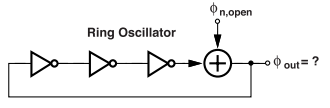 ϕn,open
Ring Oscillator
ϕout = ?